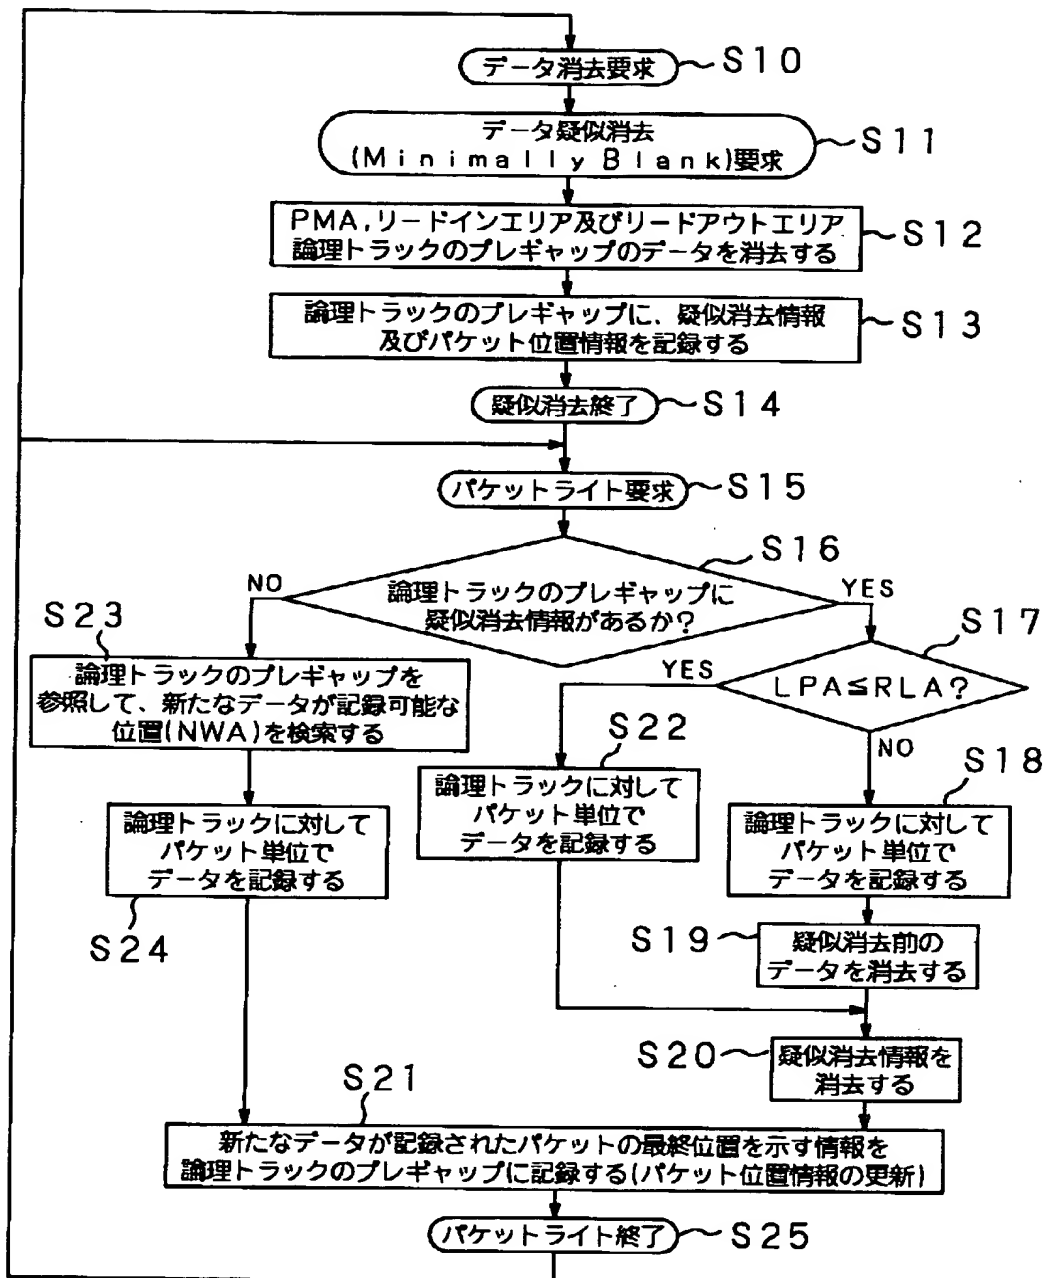 データ消去要求
S10
データ疑似消去
(Minimally Blank)要求
S11
PMA,リードインエリア及びリードアウトエリア
論理トラックのプレギャップのデータを消去する
S12
論理トラックのプレギャップに、疑似消去情報
及びパケット位置情報を記録する
S13
疑似消去終了
S14
パケットライト要求
S15
S16
論理トラックのプレギャップに
疑似消去情報があるか?
NO
YES
S17
LPA≦RLA?
YES
NO
S23
論理トラックのプレギャップを
参照して、新たなデータが記録可能な
位置(NWA)を検索する
S22
論理トラックに対して
パケット単位で
データを記録する
S18
論理トラックに対して
パケット単位で
データを記録する
論理トラックに対して
パケット単位で
データを記録する
S24
S19
疑似消去前の
データを消去する
S20
疑似消去情報を
消去する
S21
新たなデータが記録されたパケットの最終位置を示す情報を
論理トラックのプレギャップに記録する(パケット位置情報の更新)
パケットライト終了
S25